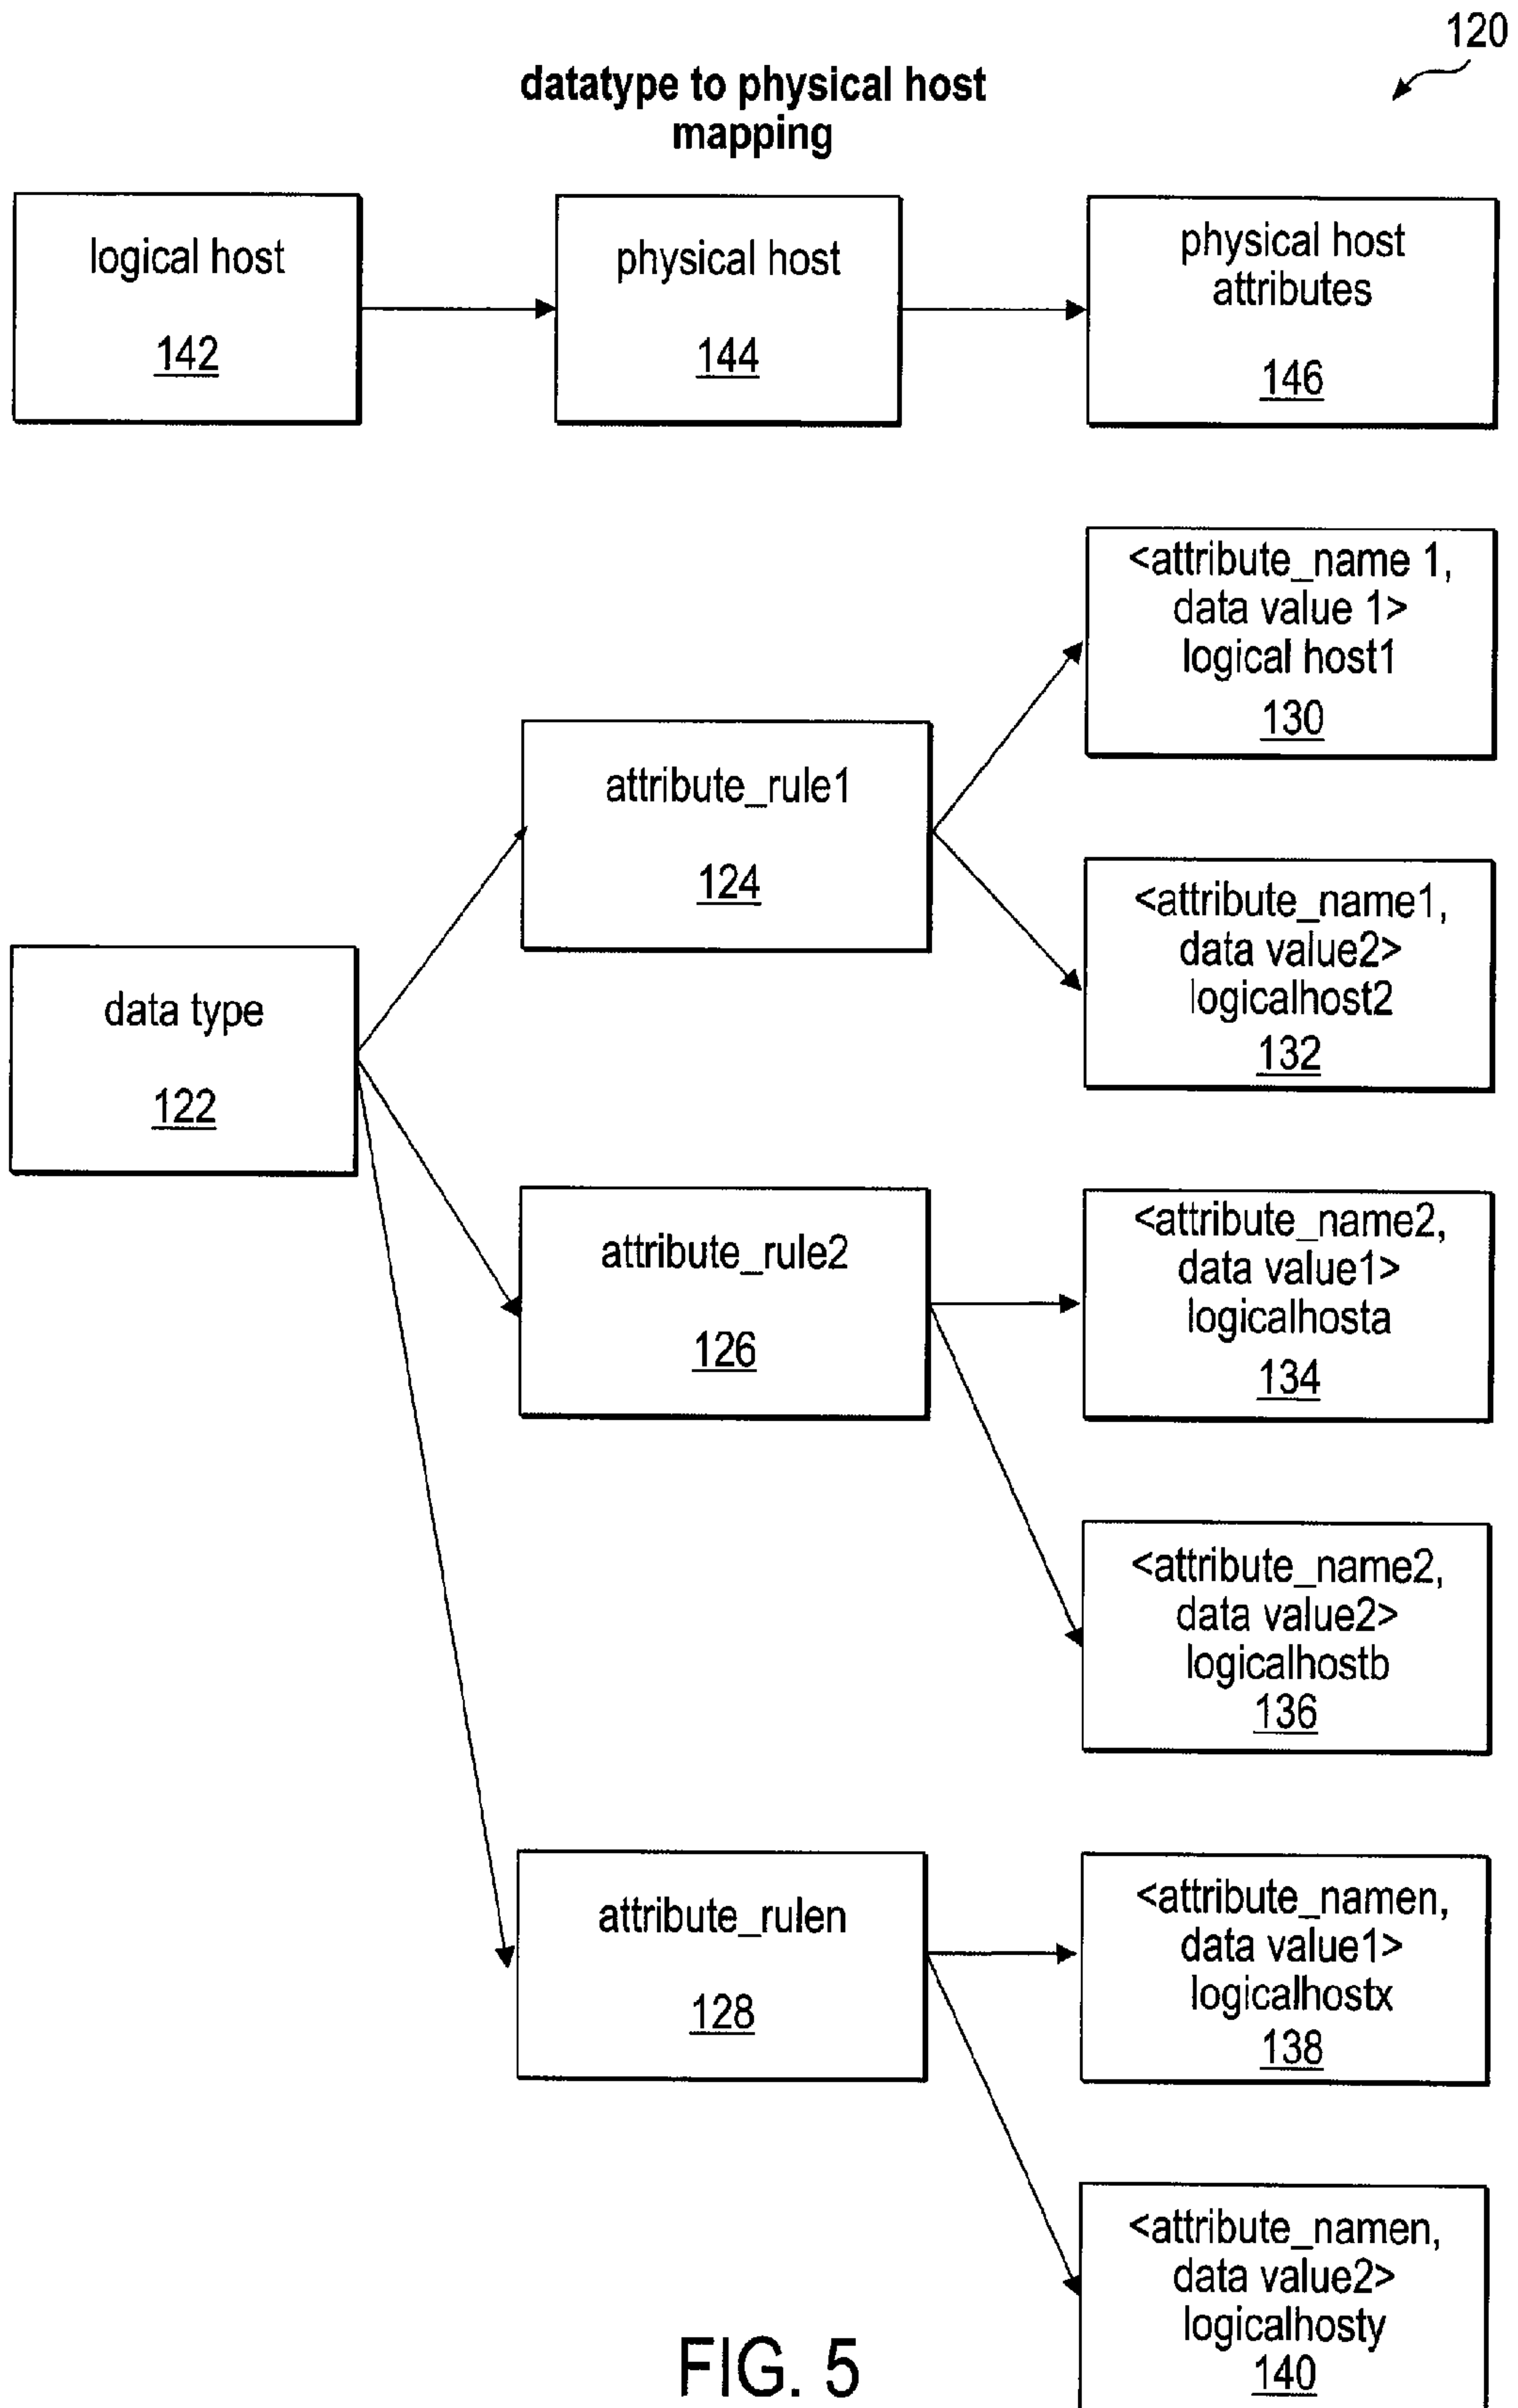 120
datatype to physical host
mapping
logical host
142
physical host
144
physical host
attributes
146
<attribute_name 1,
data value 1>
logical host1
130
attribute_rule1
124
<attribute_name1,
data value2>
logicalhost2
132
data type
122
attribute_rule2
126
<attribute_name2,
data value1>
logicalhosta
134
<attribute_name2,
data value2>
logicalhostb
136
attribute_rulen
128
<attribute_namen,
data value1>
logicalhostx
138
<attribute_namen,
data value2>
logicalhosty
140
FIG. 5